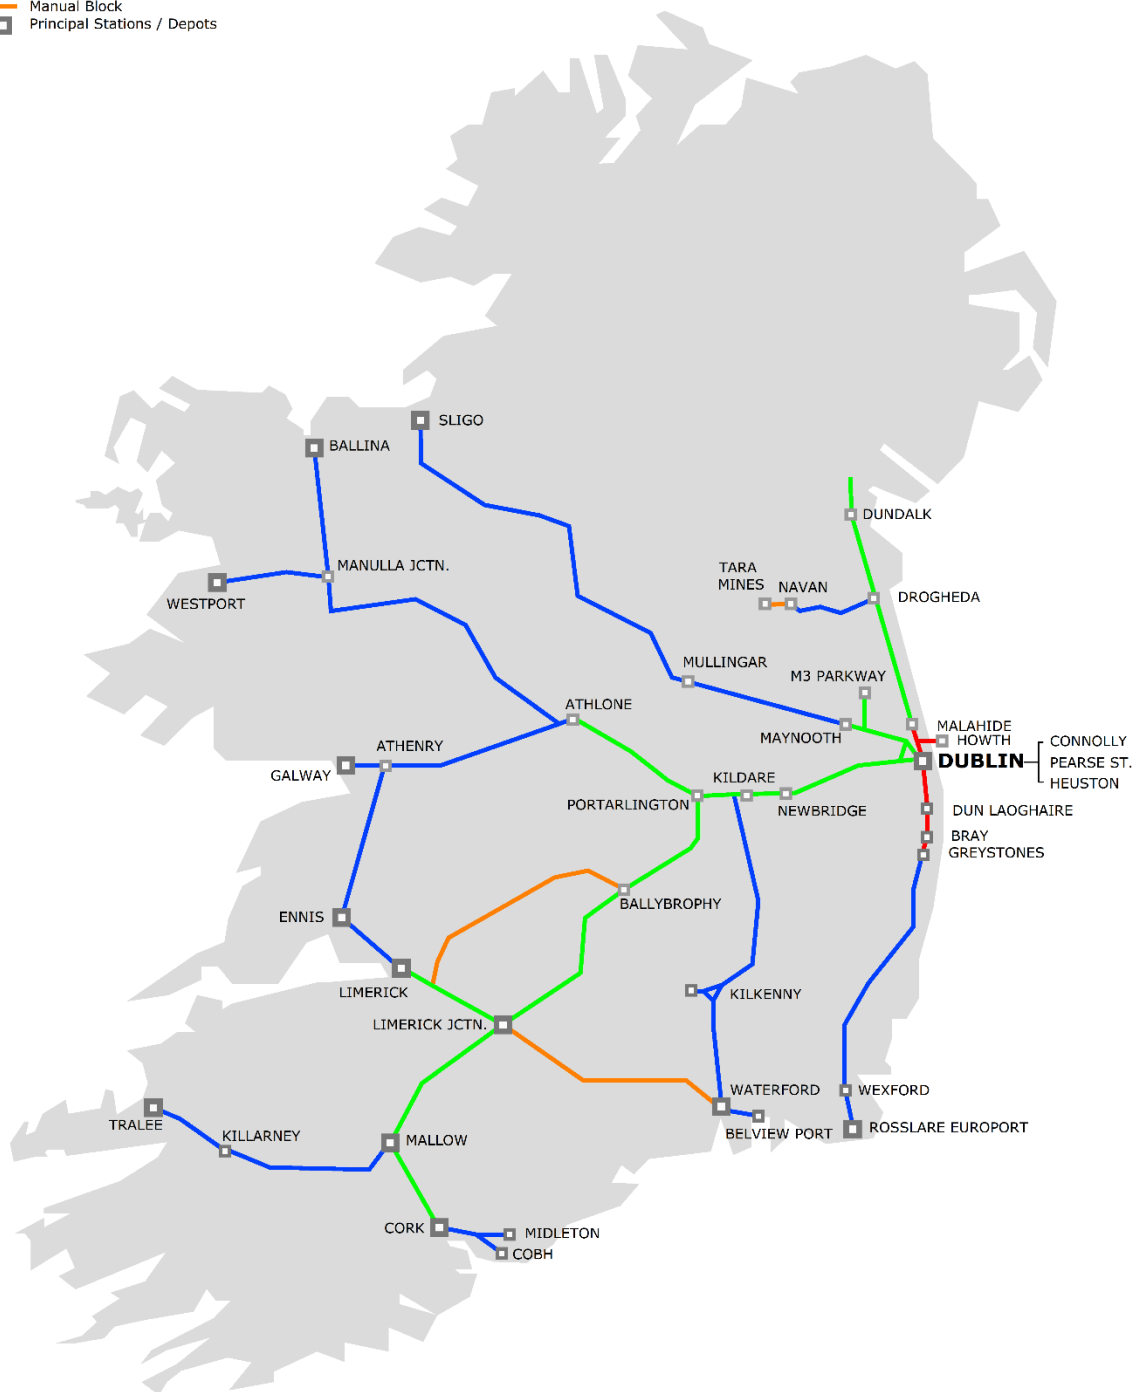 Manual Block
Principal Stations / Depots
SLIGO
BALLINA
DUNDALK
MANULLA JCTN.
TARA
MINES
NAVAN
WESTPORT
DROGHEDA
MULLINGAR
M3 PARKWAY
ATHLONE
MAYNOOTH
MALAHIDE
HOWTH
CONNOLLY
ATHENRY
GALWAY
DUBLIN
PEARSE ST.
KILDARE
HEUSTON
PORTARLINGTON
NEWBRIDGE
DUN LAOGHAIRE
BRAY
GREYSTONES
BALLYBROPHY
ENNIS
LIMERICK
KILKENNY
LIMERICK JCTN.
WATERFORD
WEXFORD
TRALEE
KILLARNEY
BELVIEW PORT
ROSSLARE EUROPORT
MALLOW
CORK
MIDLETON
COBH